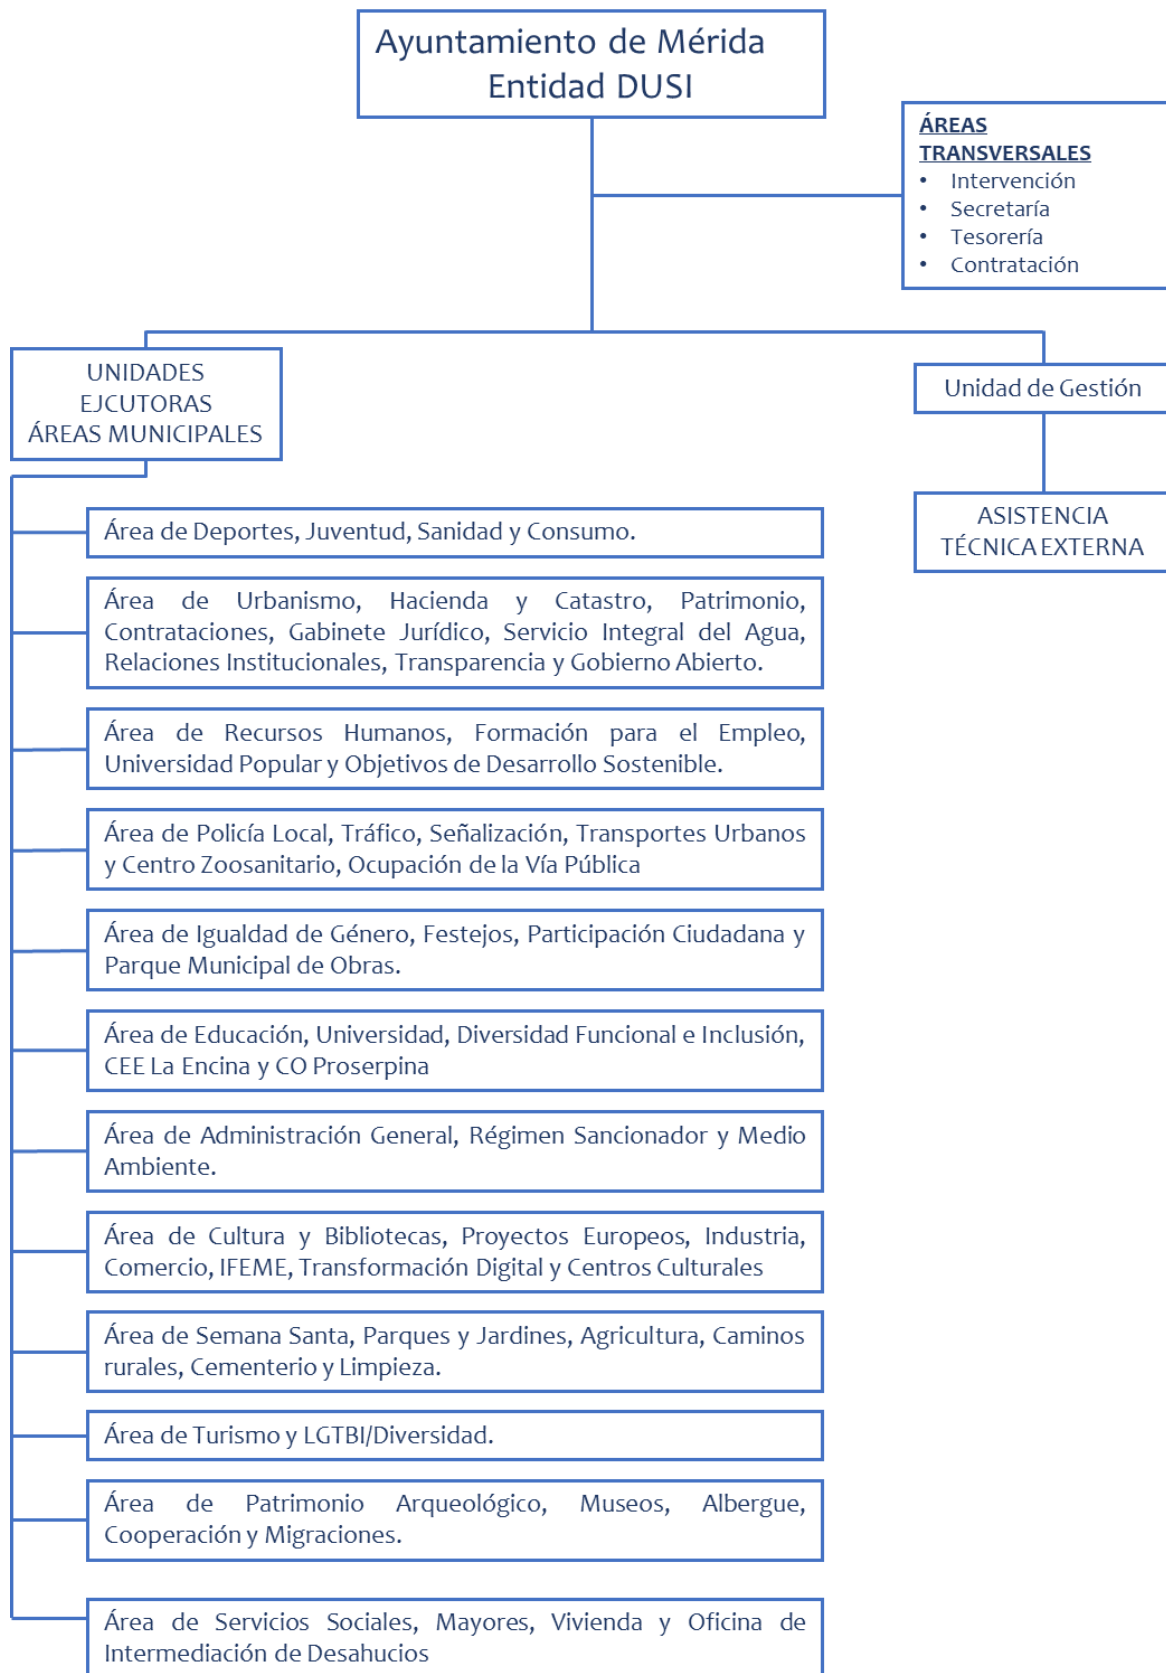 Ayuntamiento de Mérida
Entidad DUSI
ÁREAS
TRANSVERSALES
• Intervención
• Secretaría
• Tesorería
• Contratación
UNIDADES
EJCUTORAS
ÁREAS MUNICIPALES
Unidad de Gestión
ASISTENCIA
TÉCNICA EXTERNA
Área de Deportes, Juventud, Sanidad y Consumo.
Área de Urbanismo, Hacienda y Catastro, Patrimonio,
Contrataciones, Gabinete Jurídico, Servicio Integral del Agua,
Relaciones Institucionales, Transparencia y Gobierno Abierto.
Área de Recursos Humanos, Formación para el Empleo,
Universidad Popular y Objetivos de Desarrollo Sostenible.
Área de Policía Local, Tráfico, Señalización, Transportes Urbanos
y Centro Zoosanitario, Ocupación de la Vía Pública
Área de Igualdad de Género, Festejos, Participación Ciudadana y
Parque Municipal de Obras.
Área de Educación, Universidad, Diversidad Funcional e Inclusión,
CEE La Encina y CO Proserpina
Área de Administración General, Régimen Sancionador y Medio
Ambiente.
Área de Cultura y Bibliotecas, Proyectos Europeos, Industria,
Comercio, IFEME, Transformación Digital y Centros Culturales
Área de Semana Santa, Parques y Jardines, Agricultura, Caminos
rurales, Cementerio y Limpieza.
Área de Turismo y LGTBI/Diversidad.
Área de Patrimonio Arqueológico, Museos, Albergue,
Cooperación y Migraciones.
Área de Servicios Sociales, Mayores, Vivienda y Oficina de
Intermediación de Desahucios